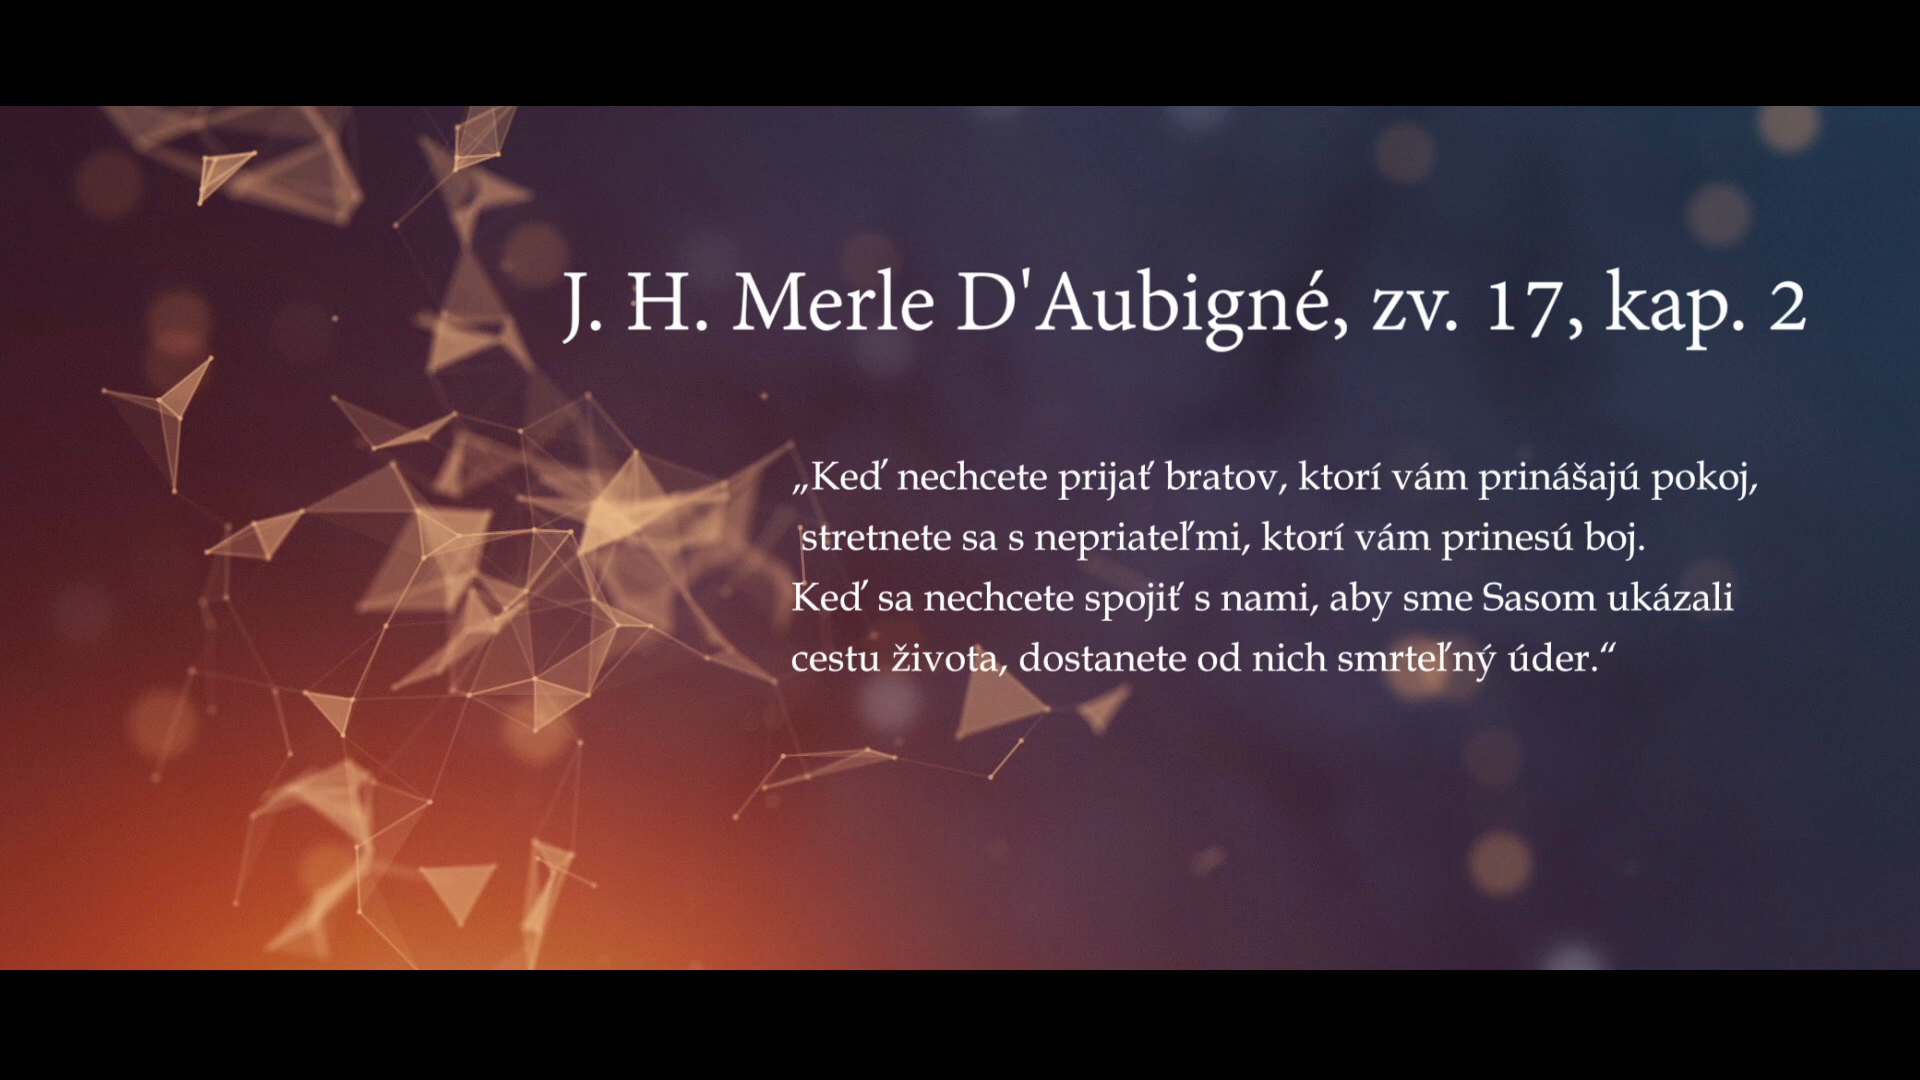 J. H. Merle D'Aubigné, zv. 17, kap. 2
„Keď nechcete prijať bratov, ktorí vám prinášajú pokoj,
stretnete sa s nepriateľmi, ktorí vám prinesú boj.
Keď sa nechcete spojiť s nami, aby sme Sasom ukázali
cestu života, dostanete od nich smrteľný úder.“